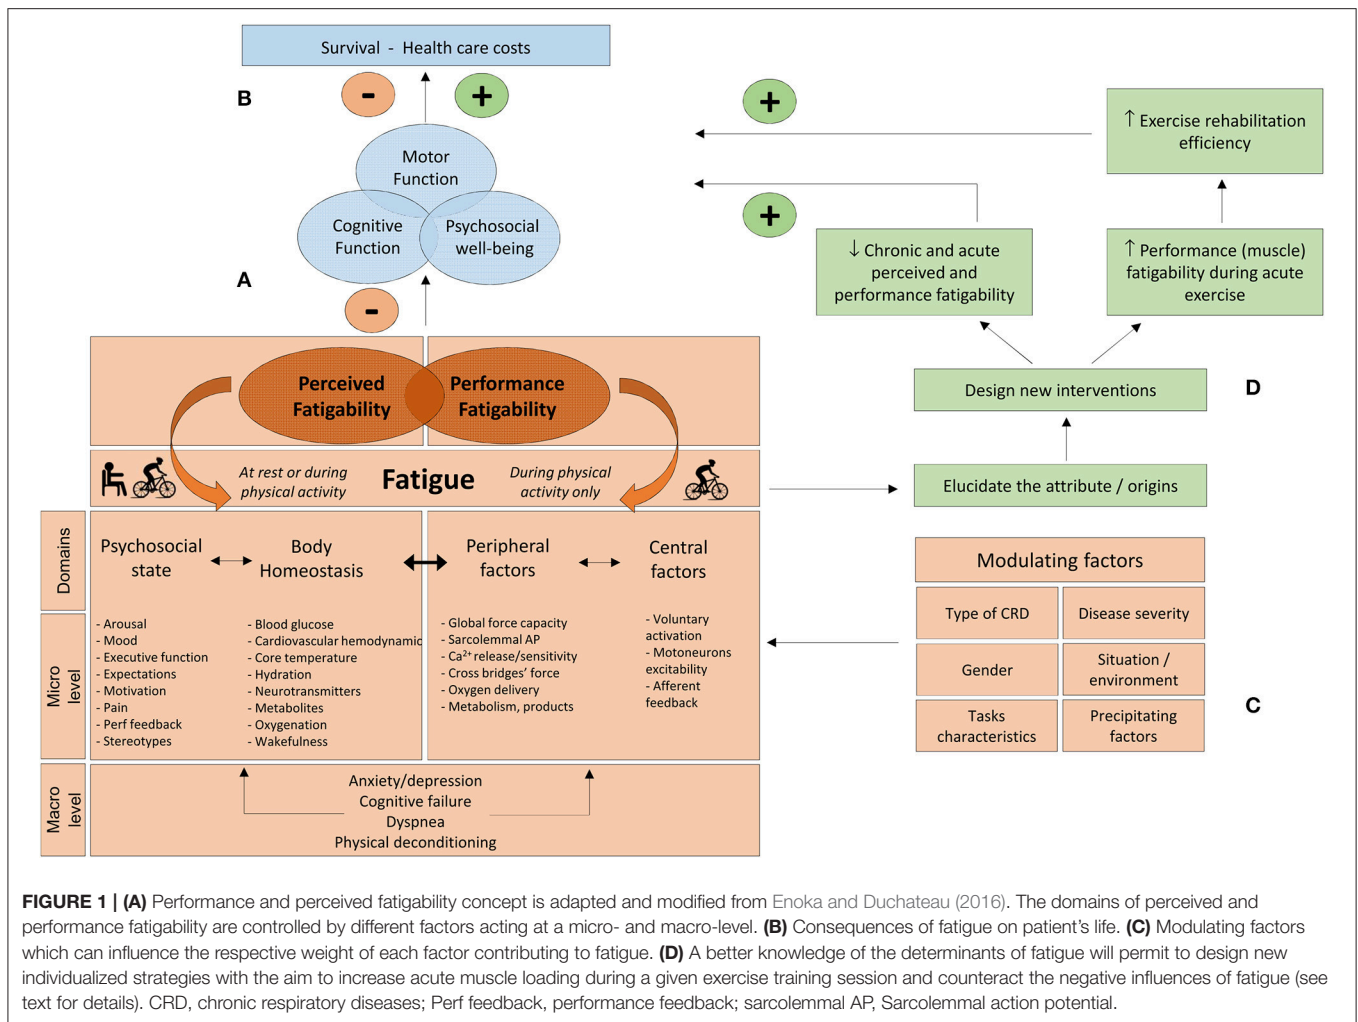 Survival - Health care costs
B
-
+
Motor
Function
Cognitive
Function
Psychosocial
well-being
A
-
+
+
↑ Exercise rehabilitation
efficiency
↓ Chronic and acute
perceived and
performance fatigability
↑ Performance (muscle)
fatigability during acute
exercise
Design new interventions
D
Elucidate the attribute / origins
Perceived
Fatigability
Performance
Fatigability
At rest or during
physical activity
Fatigue
During physical
activity only
Domains
Psychosocial
state
Body
Homeostasis
Peripheral
factors
Central
factors
Micro
level
- Arousal
- Mood
- Executive function
- Expectations
- Motivation
- Pain
- Perf feedback
- Stereotypes
- Blood glucose
- Cardiovascular hemodynamic
- Core temperature
- Hydration
- Neurotransmitters
- Metabolites
- Oxygenation
- Wakefulness
- Global force capacity
- Sarcolemmal AP
- Ca²⁺ release/sensitivity
- Cross bridges' force
- Oxygen delivery
- Metabolism, products
- Voluntary
activation
- Motoneurons
excitability
- Afferent
feedback
Macro
level
Anxiety/depression
Cognitive failure
Dyspnea
Physical deconditioning
Modulating factors
Type of CRD
Disease severity
Gender
Situation /
environment
Tasks
characteristics
Precipitating
factors
C
FIGURE 1 | (A) Performance and perceived fatigability concept is adapted and modified from Enoka and Duchateau (2016). The domains of perceived and
performance fatigability are controlled by different factors acting at a micro- and macro-level. (B) Consequences of fatigue on patient's life. (C) Modulating factors
which can influence the respective weight of each factor contributing to fatigue. (D) A better knowledge of the determinants of fatigue will permit to design new
individualized strategies with the aim to increase acute muscle loading during a given exercise training session and counteract the negative influences of fatigue (see
text for details). CRD, chronic respiratory diseases; Perf feedback, performance feedback; sarcolemmal AP, Sarcolemmal action potential.